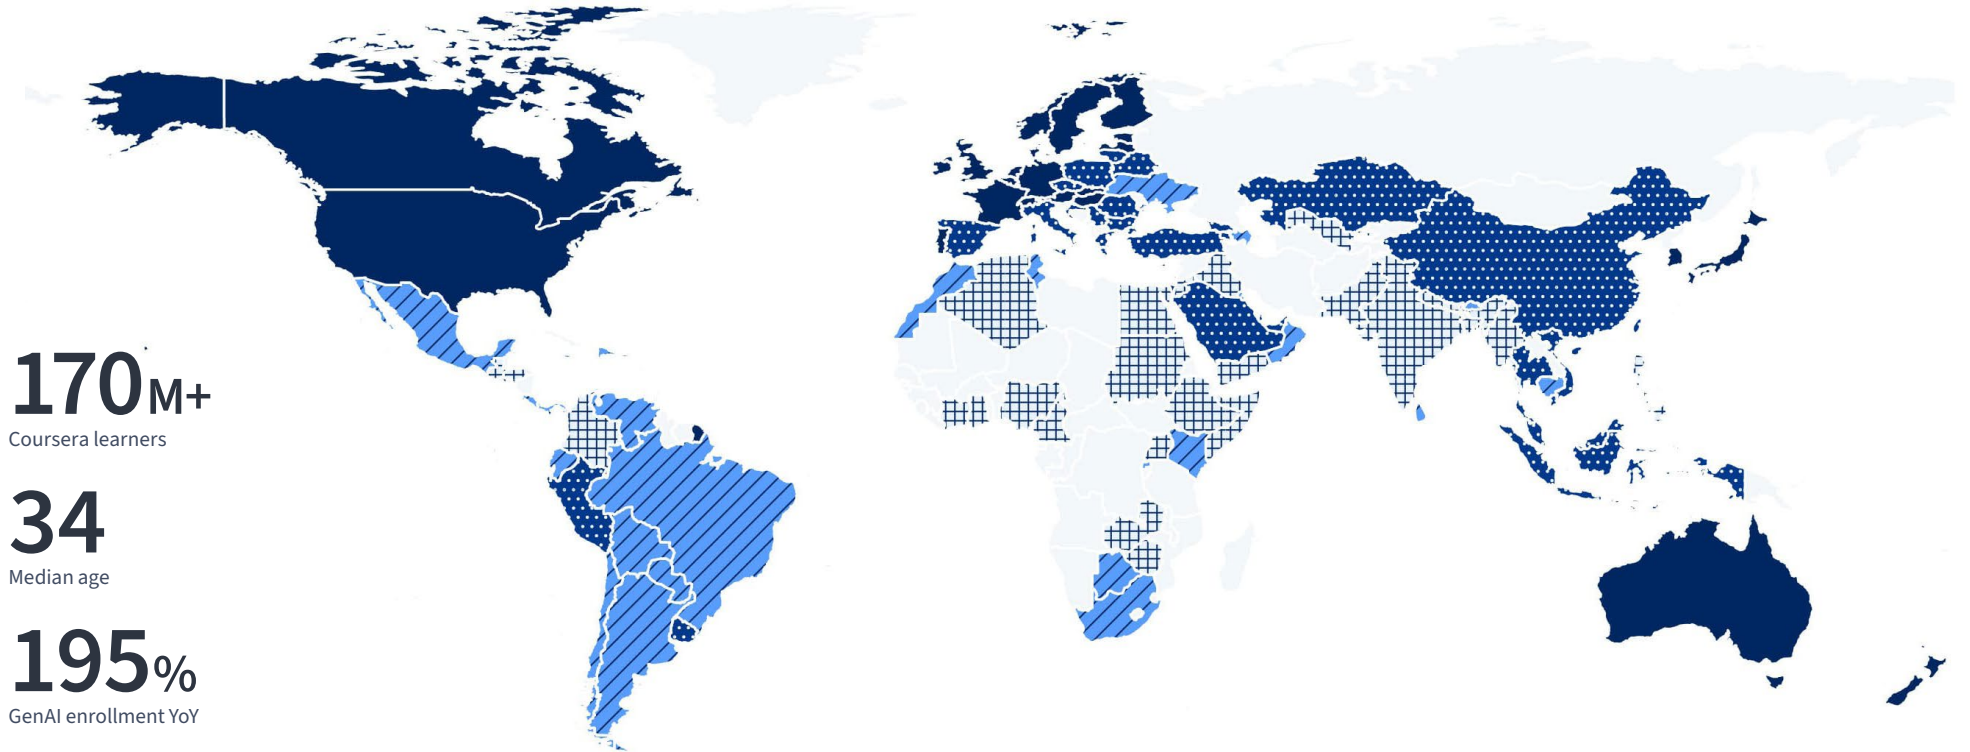 170M+
Coursera learners
34
Median age
195%
GenAI enrollment YoY